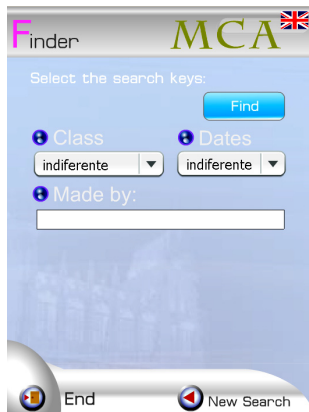 Finder MCA
Select the search keys:
Find
Class Dates
indiferente indiferente
Made by:
End New Search